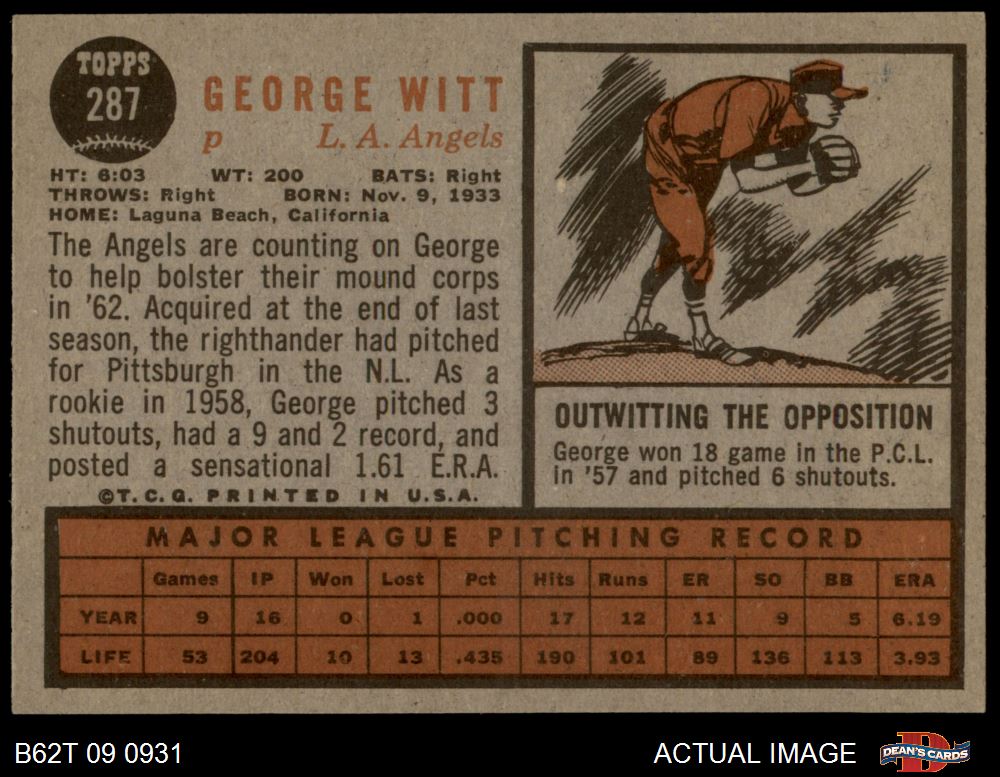 TOPPS
287
GEORGE WITT
p L. A. Angels
HT: 6:03 WT: 200 BATS: Right
THROWS: Right BORN: Nov. 9, 1933
HOME: Laguna Beach, California
The Angels are counting on George
to help bolster their mound corps
in '62. Acquired at the end of last
season, the righthander had pitched
for Pittsburgh in the N.L. As a
rookie in 1958, George pitched 3
shutouts, had a 9 and 2 record, and
posted a sensational 1.61 E.R.A.
©T.C.G. PRINTED IN U.S.A.
OUTWITTING THE OPPOSITION
George won 18 game in the P.C.L.
in '57 and pitched 6 shutouts.
MAJOR LEAGUE PITCHING RECORD
Games IP Won Lost Pct Hits Runs ER SO BB ERA
YEAR 9 16 0 1 .000 17 12 11 9 5 6.19
LIFE 53 204 10 13 .435 190 101 89 136 113 3.93
B62T 09 0931 ACTUAL IMAGE DEAN'S CARDS